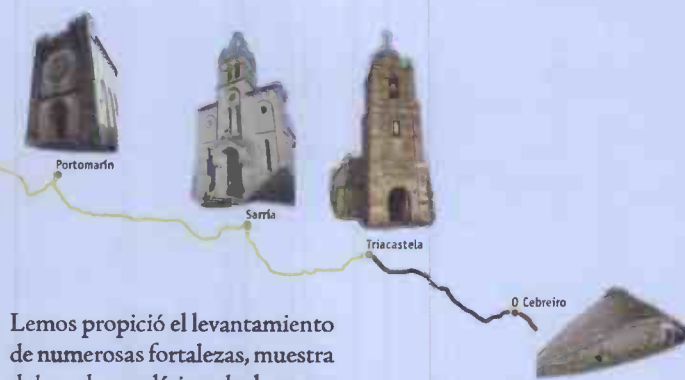 Portomarín
Sarria
Triacastela
O Cebreiro
Lemos propició el levantamiento
de numerosas fortalezas, muestra